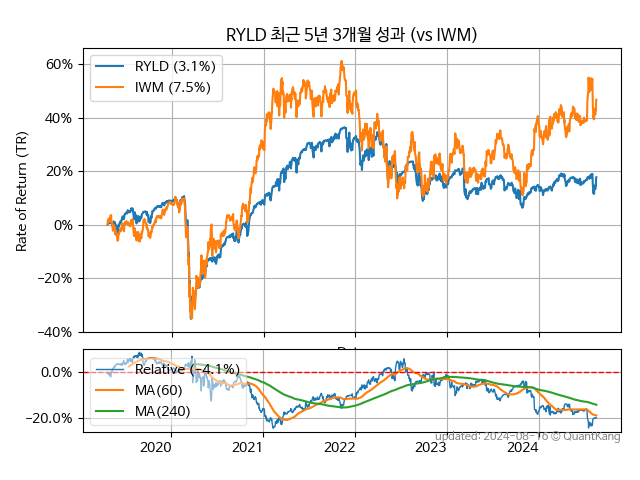 RYLD 최근 5년 3개월 성과 (vs IWM)
RYLD (3.1%)
IWM (7.5%)
60%
40%
20%
0%
−20%
−40%
Rate of Return (TR)
Relative (−4.1%)
MA(60)
MA(240)
0.0%
−20.0%
2020 2021 2022 2023 2024
updated: 2024-08-16 © QuantKang